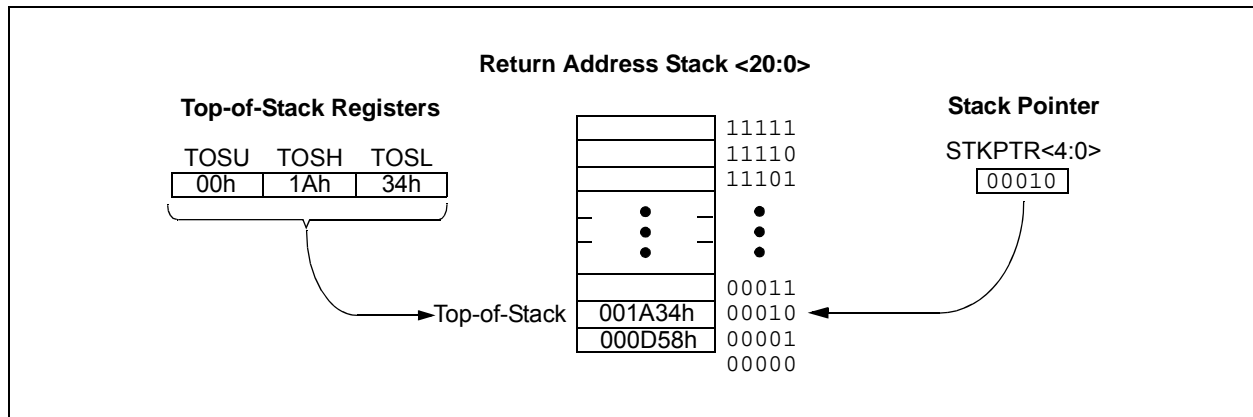 Return Address Stack <20:0>
Top-of-Stack Registers
Stack Pointer
TOSU TOSH TOSL
STKPTR<4:0>
00h 1Ah 34h
00010
11111
11110
11101
00011
Top-of-Stack 001A34h 00010
000D58h 00001
00000